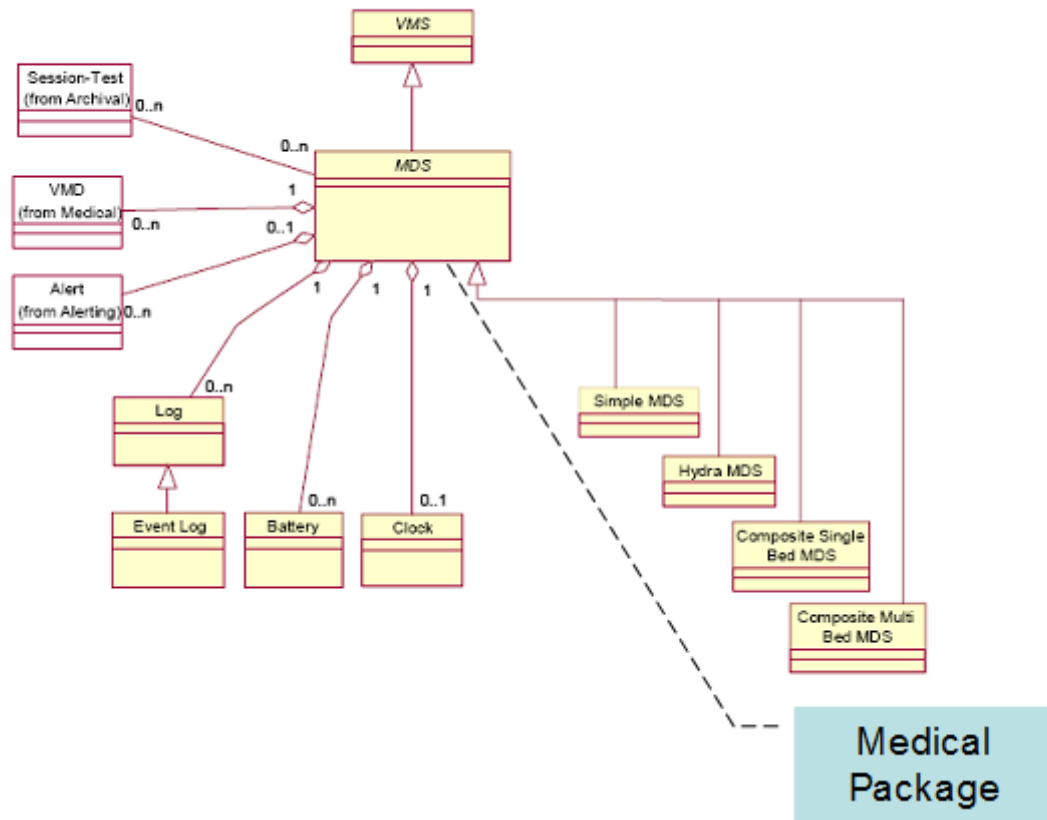 VMS
Session-Test
(from Archival)
0..n
0..n
MDS
VMD
(from Medical)
1
0..n
0..1
Alert
(from Alerting)
0..n
1
1
1
0..n
Log
Simple MDS
Hydra MDS
0..n
0..1
Event Log
Battery
Clock
Composite Single
Bed MDS
Composite Multi
Bed MDS
Medical
Package